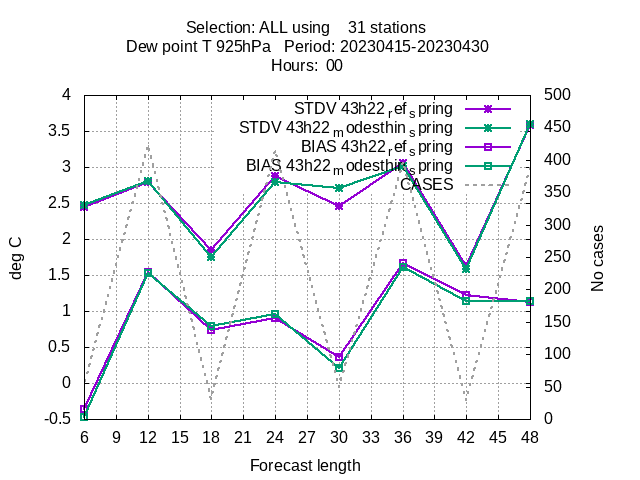 Selection: ALL using    31 stations
Dew point T 925hPa   Period: 20230415-20230430
Hours:  00
4
3.5
3
2.5
2
1.5
1
0.5
0
-0.5
deg C
500
450
400
350
300
250
200
150
100
50
0
No cases
STDV 43h22_ref_spring
STDV 43h22_modesthin_spring
BIAS 43h22_ref_spring
BIAS 43h22_modesthin_spring
CASES
6 9 12 15 18 21 24 27 30 33 36 39 42 45 48
Forecast length